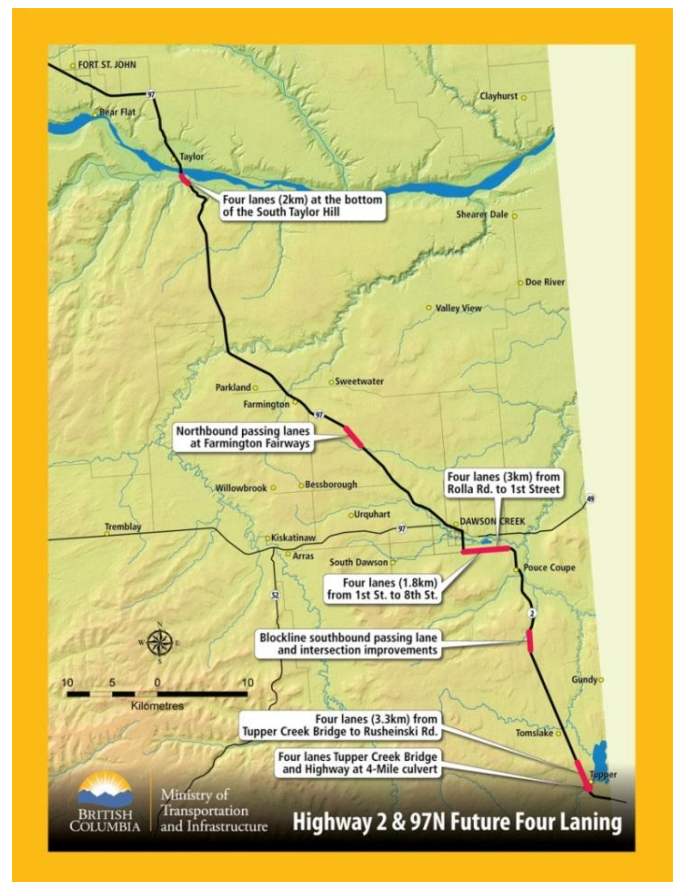 FORT ST. JOHN
97
Clayhurst
Bear Flat
Taylor
Four lanes (2km) at the bottom
of the South Taylor Hill
Shearer Dale
Doe River
Valley View
Sweetwater
Parkland
Farmington
97
Northbound passing lanes
at Farmington Fairways
Four lanes (3km) from
Rolla Rd. to 1st Street
Willowbrook
Bessborough
49
Urquhart
DAWSON CREEK
97
Tremblay
Kiskatinaw
Arras
South Dawson
Pouce Coupe
Four lanes (1.8km)
from 1st St. to 8th St.
52
2
Blockline southbound passing lane
and intersection improvements
N
W
E
S
10 5 0 10
Kilometres
Gundy
Four lanes (3.3km) from
Tupper Creek Bridge to Rusheinski Rd.
Tomslake
Four lanes Tupper Creek Bridge
and Highway at 4-Mile culvert
Tupper
BRITISH
COLUMBIA
Ministry of
Transportation
and Infrastructure
Highway 2 & 97N Future Four Laning